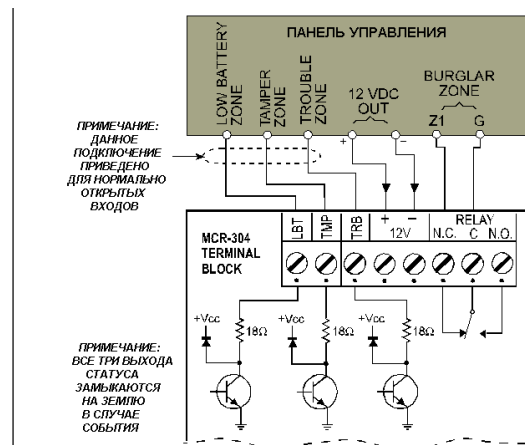 ПАНЕЛЬ УПРАВЛЕНИЯ
LOW BATTERY
ZONE
TAMPER
ZONE
TROUBLE
ZONE
12 VDC
OUT
BURGLAR
ZONE
Z1
G
+
–
ПРИМЕЧАНИЕ:
ДАННОЕ
ПОДКЛЮЧЕНИЕ
ПРИВЕДЕНО
ДЛЯ НОРМАЛЬНО
ОТКРЫТЫХ
ВХОДОВ
MCR-304
TERMINAL
BLOCK
LBT
TMP
TRB
+
–
12V
RELAY
N.C.
C
N.O.
+Vcc
18Ω
+Vcc
18Ω
+Vcc
18Ω
ПРИМЕЧАНИЕ:
ВСЕ ТРИ ВЫХОДА
СТАТУСА
ЗАМЫКАЮТСЯ
НА ЗЕМЛЮ
В СЛУЧАЕ
СОБЫТИЯ